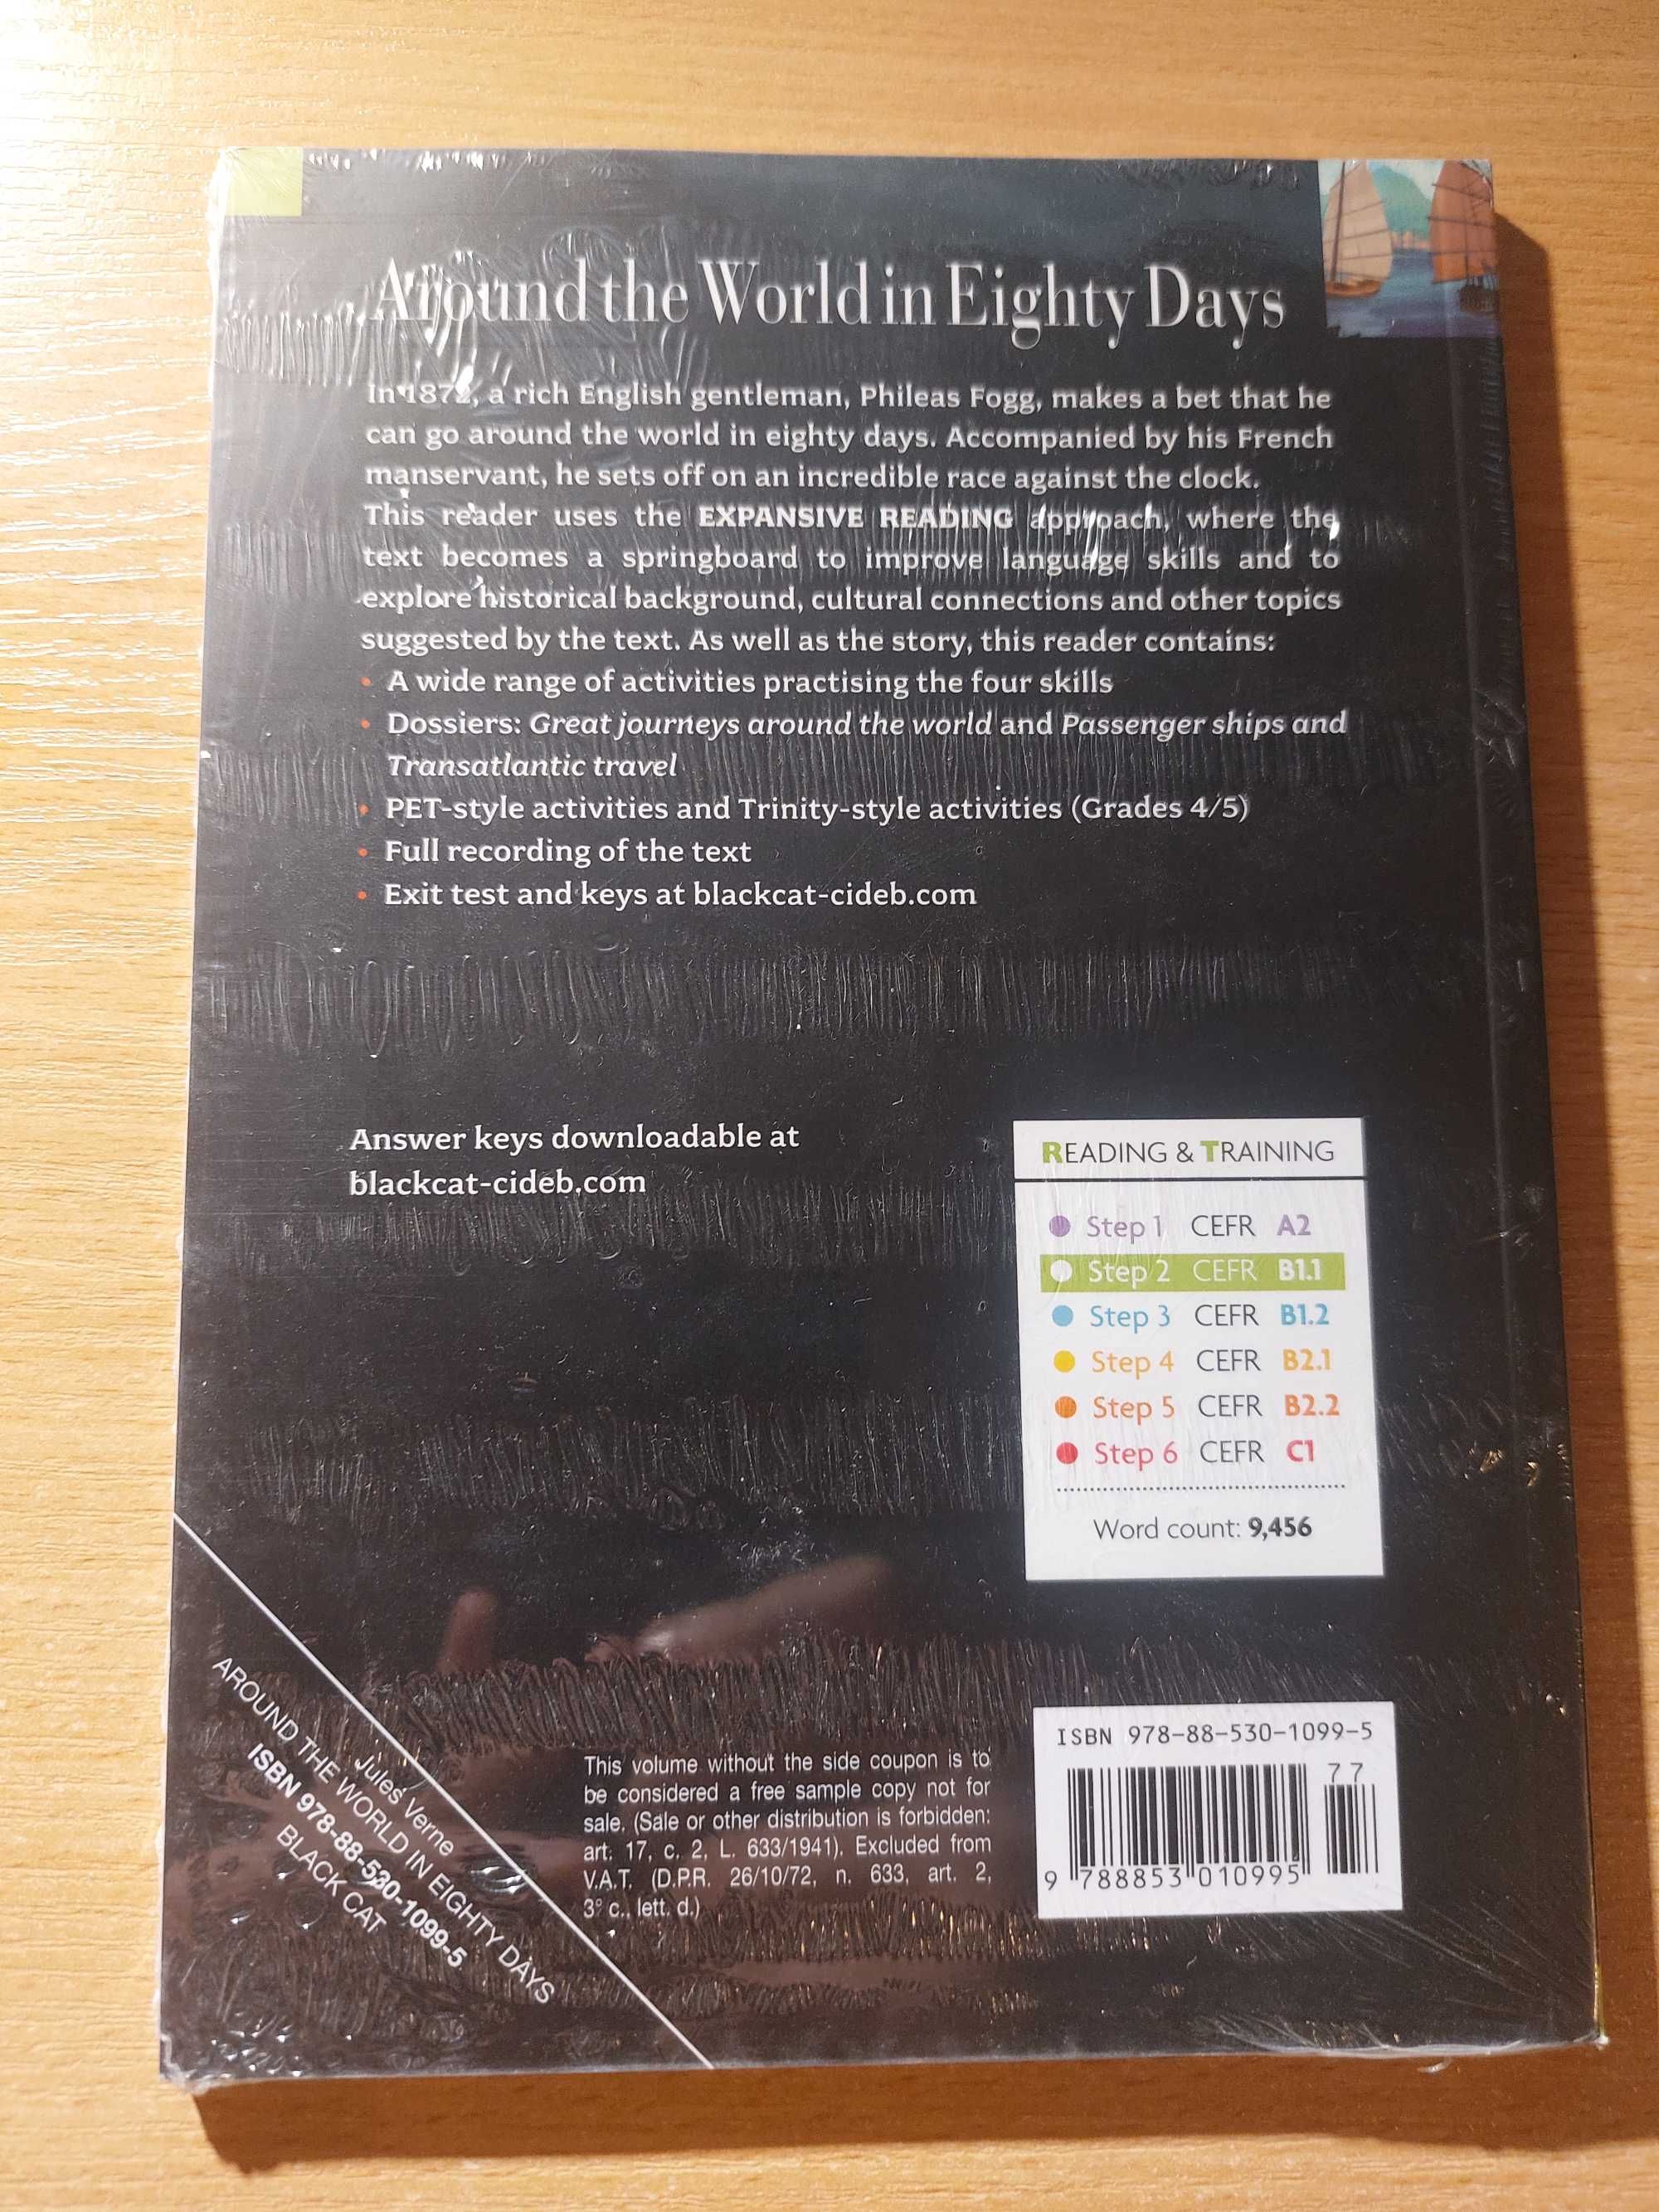 Around the World in Eighty Days
In 1872, a rich English gentleman, Phileas Fogg, makes a bet that he
can go around the world in eighty days. Accompanied by his French
manservant, he sets off on an incredible race against the clock.
This reader uses the EXPANSIVE READING approach, where the
text becomes a springboard to improve language skills and to
explore historical background, cultural connections and other topics
suggested by the text. As well as the story, this reader contains:
• A wide range of activities practising the four skills
• Dossiers: Great journeys around the world and Passenger ships and
Transatlantic travel
• PET-style activities and Trinity-style activities (Grades 4/5)
• Full recording of the text
• Exit test and keys at blackcat-cideb.com
Answer keys downloadable at
blackcat-cideb.com
READING & TRAINING
Step 1 CEFR A2
Step 2 CEFR B1.1
Step 3 CEFR B1.2
Step 4 CEFR B2.1
Step 5 CEFR B2.2
Step 6 CEFR C1
Word count: 9,456
Jules Verne
AROUND THE WORLD IN EIGHTY DAYS
ISBN 978-88-530-1099-5
BLACK CAT
This volume without the side coupon is to
be considered a free sample copy not for
sale. (Sale or other distribution is forbidden:
art. 17, c. 2, L. 633/1941). Excluded from
V.A.T. (D.P.R. 26/10/72, n. 633, art. 2,
3° c., lett. d.)
ISBN 978-88-530-1099-5
77
9 788853 010995